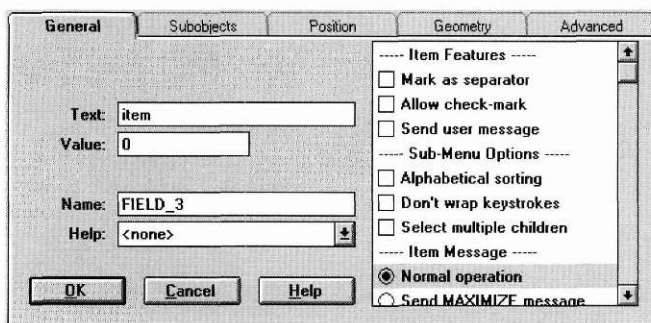 General Subobjects Position Geometry Advanced
Text: item
Value: 0
Name: FIELD_3
Help: <none>
OK Cancel Help
----- Item Features -----
Mark as separator
Allow check-mark
Send user message
----- Sub-Menu Options -----
Alphabetical sorting
Don't wrap keystrokes
Select multiple children
----- Item Message -----
Normal operation
Send MAXIMIZE message